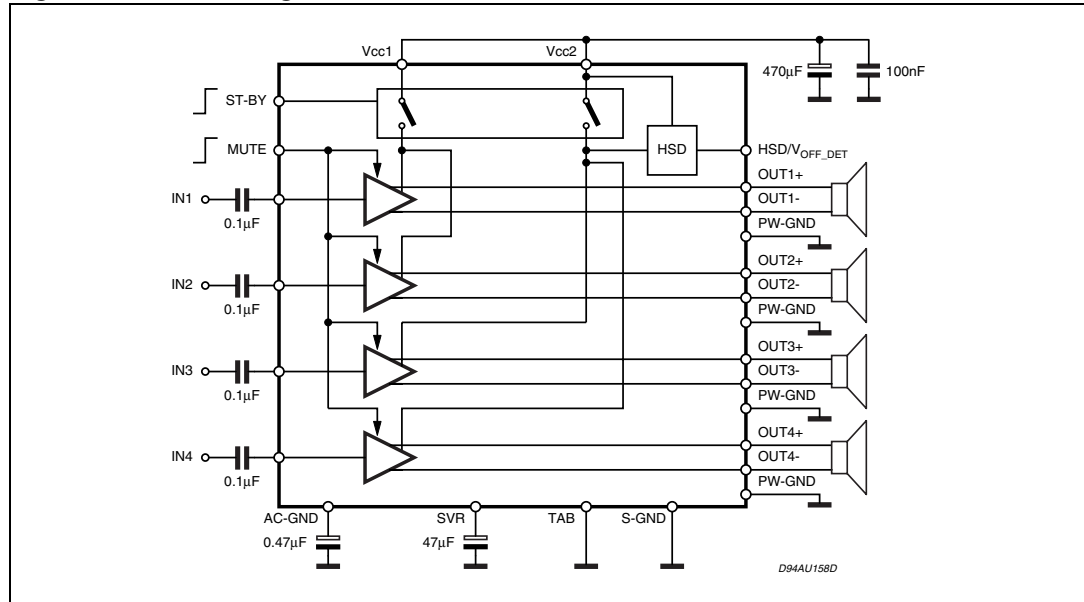 Vcc1 Vcc2
470µF 100nF
ST-BY
MUTE HSD HSD/VOFF_DET
OUT1+
IN1 OUT1-
0.1µF PW-GND
OUT2+
IN2 OUT2-
0.1µF PW-GND
OUT3+
IN3 OUT3-
0.1µF PW-GND
OUT4+
IN4 OUT4-
0.1µF PW-GND
AC-GND SVR TAB S-GND
0.47µF 47µF
D94AU158D